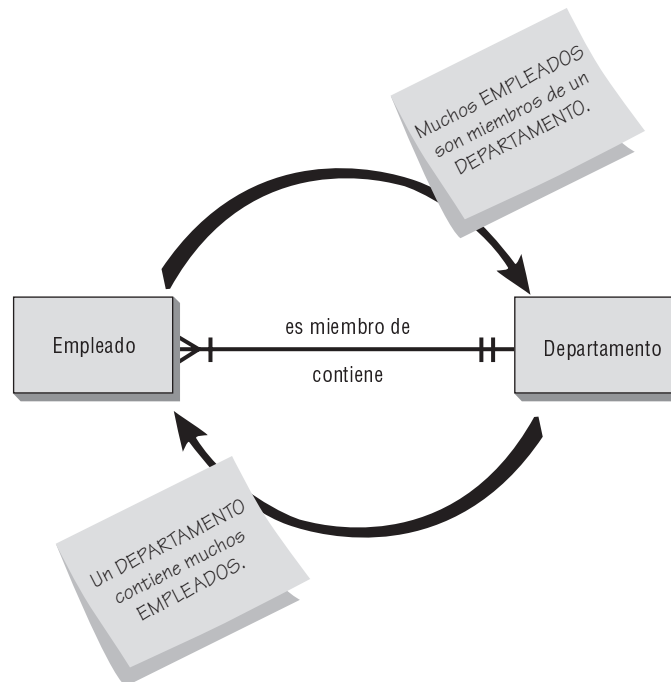 Muchos EMPLEADOS
son miembros de un
DEPARTAMENTO.
Empleado
es miembro de
contiene
Departamento
Un DEPARTAMENTO
contiene muchos
EMPLEADOS.